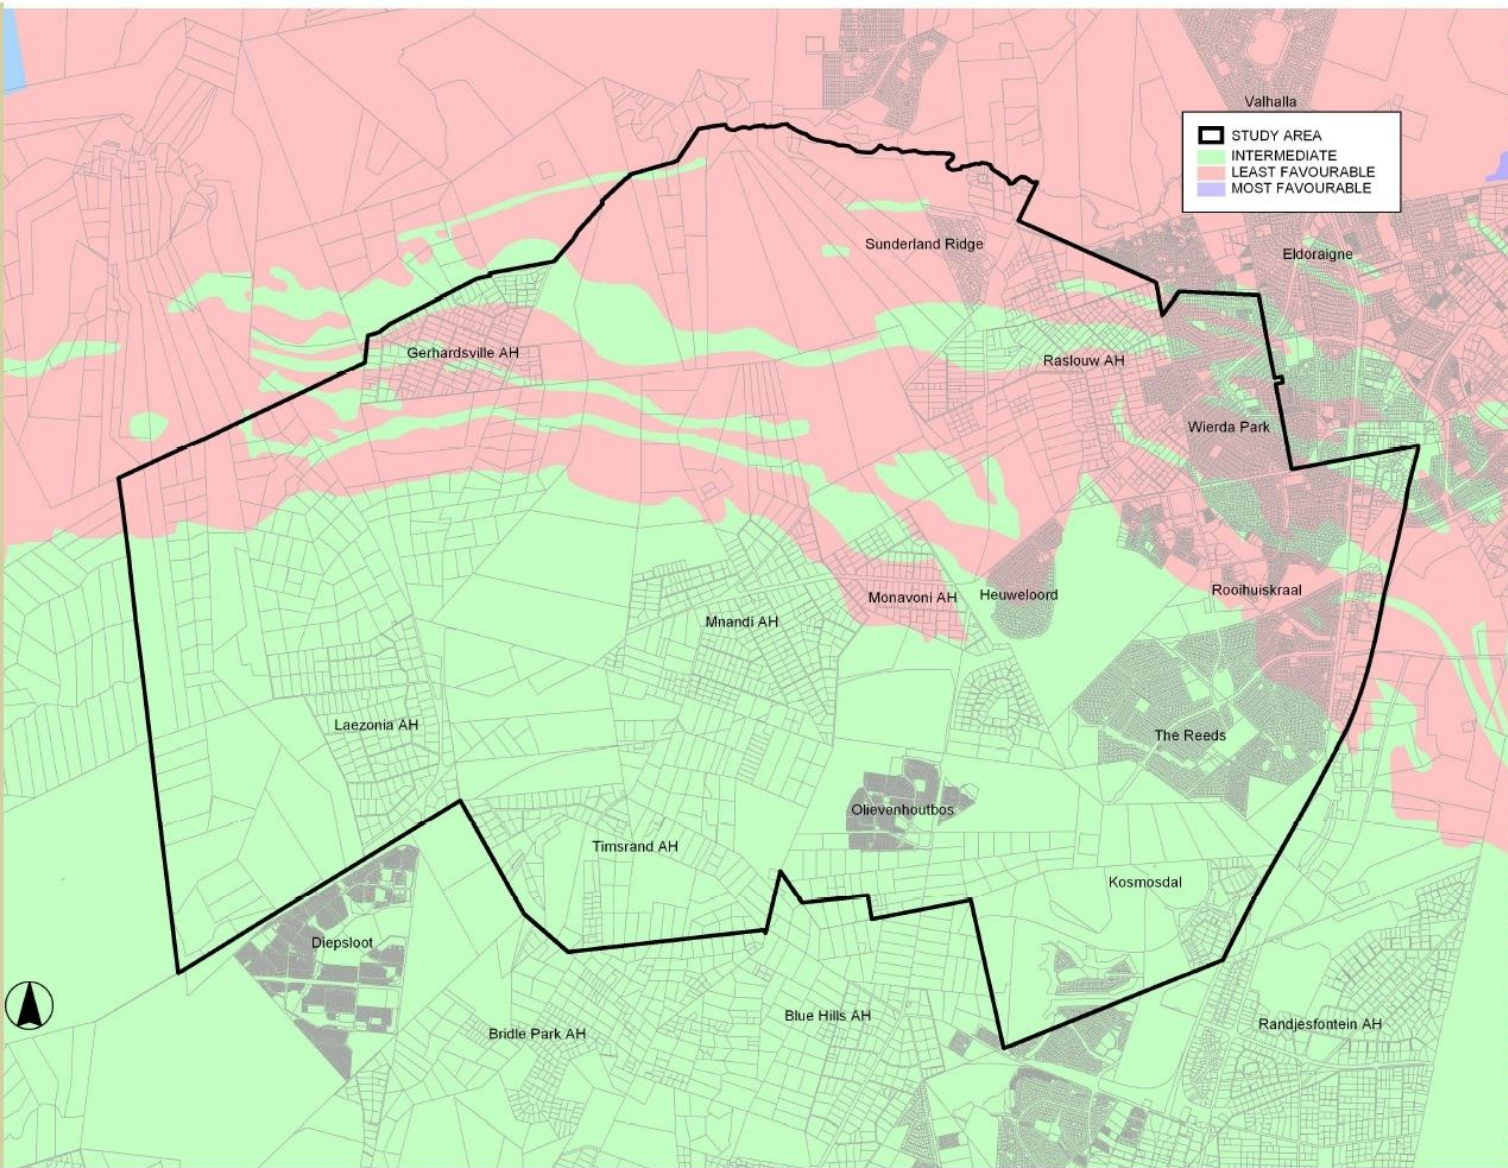 Valhalla
STUDY AREA
INTERMEDIATE
LEAST FAVOURABLE
MOST FAVOURABLE
Sunderland Ridge
Eldoraigne
Gerhardsville AH
Raslouw AH
Wierda Park
Rooihuiskraal
Monavoni AH
Heuweloord
Mnandi AH
Laezonia AH
The Reeds
Olievenhoutbos
Timsrand AH
Kosmosdal
Diepsloot
Blue Hills AH
Randjesfontein AH
Bridle Park AH